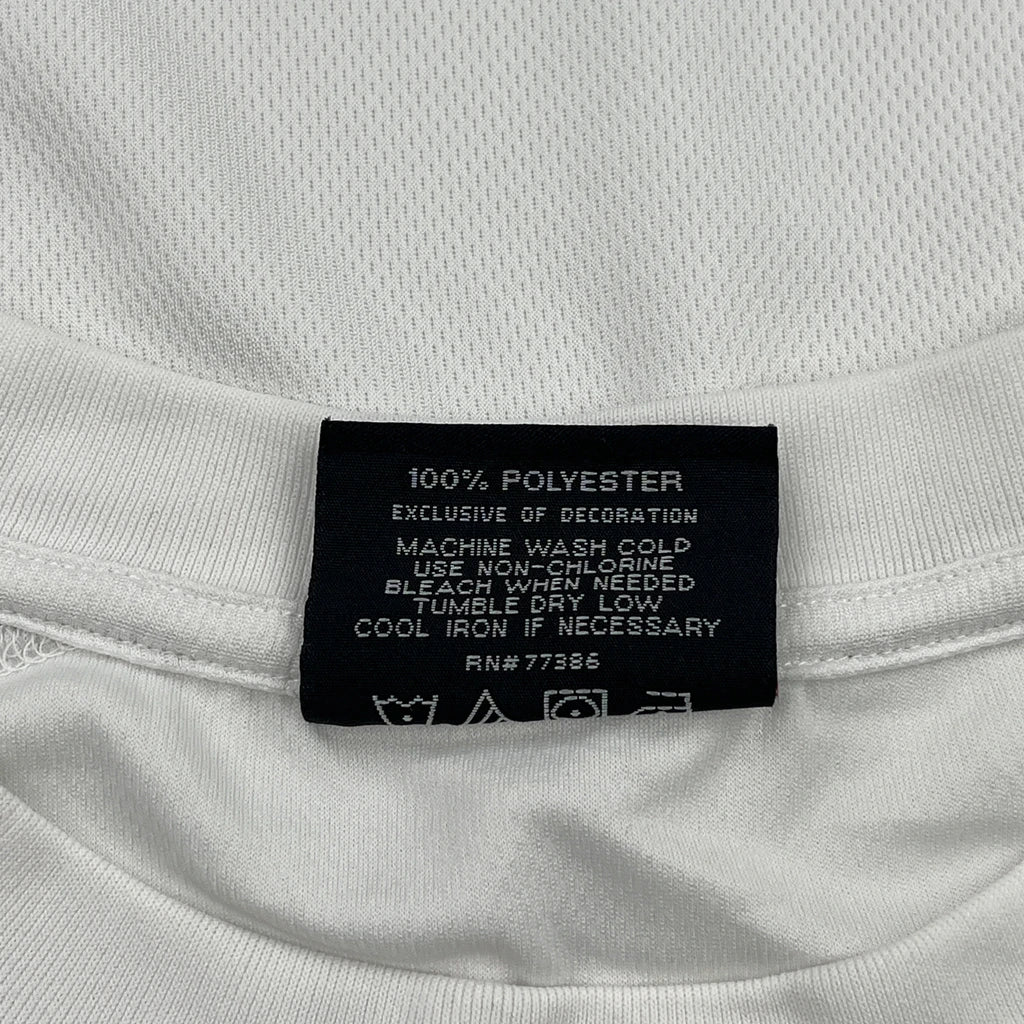 100% POLYESTER
EXCLUSIVE OF DECORATION
MACHINE WASH COLD
USE NON-CHLORINE
BLEACH WHEN NEEDED
TUMBLE DRY LOW
COOL IRON IF NECESSARY
RN#77386